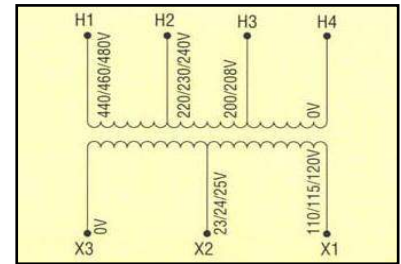 H1 H2 H3 H4
440/460/480V
220/230/240V
200/208V
0V
0V
23/24/25V
110/115/120V
X3 X2 X1